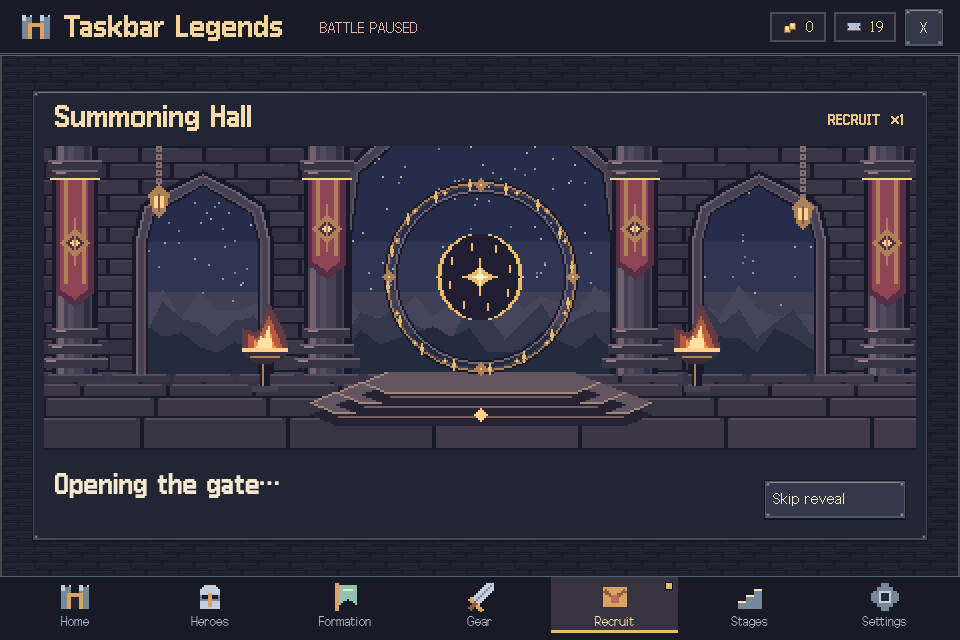 Taskbar Legends
BATTLE PAUSED
0
19
X
Summoning Hall
RECRUIT ×1
Opening the gate···
Skip reveal
Home
Heroes
Formation
Gear
Recruit
Stages
Settings